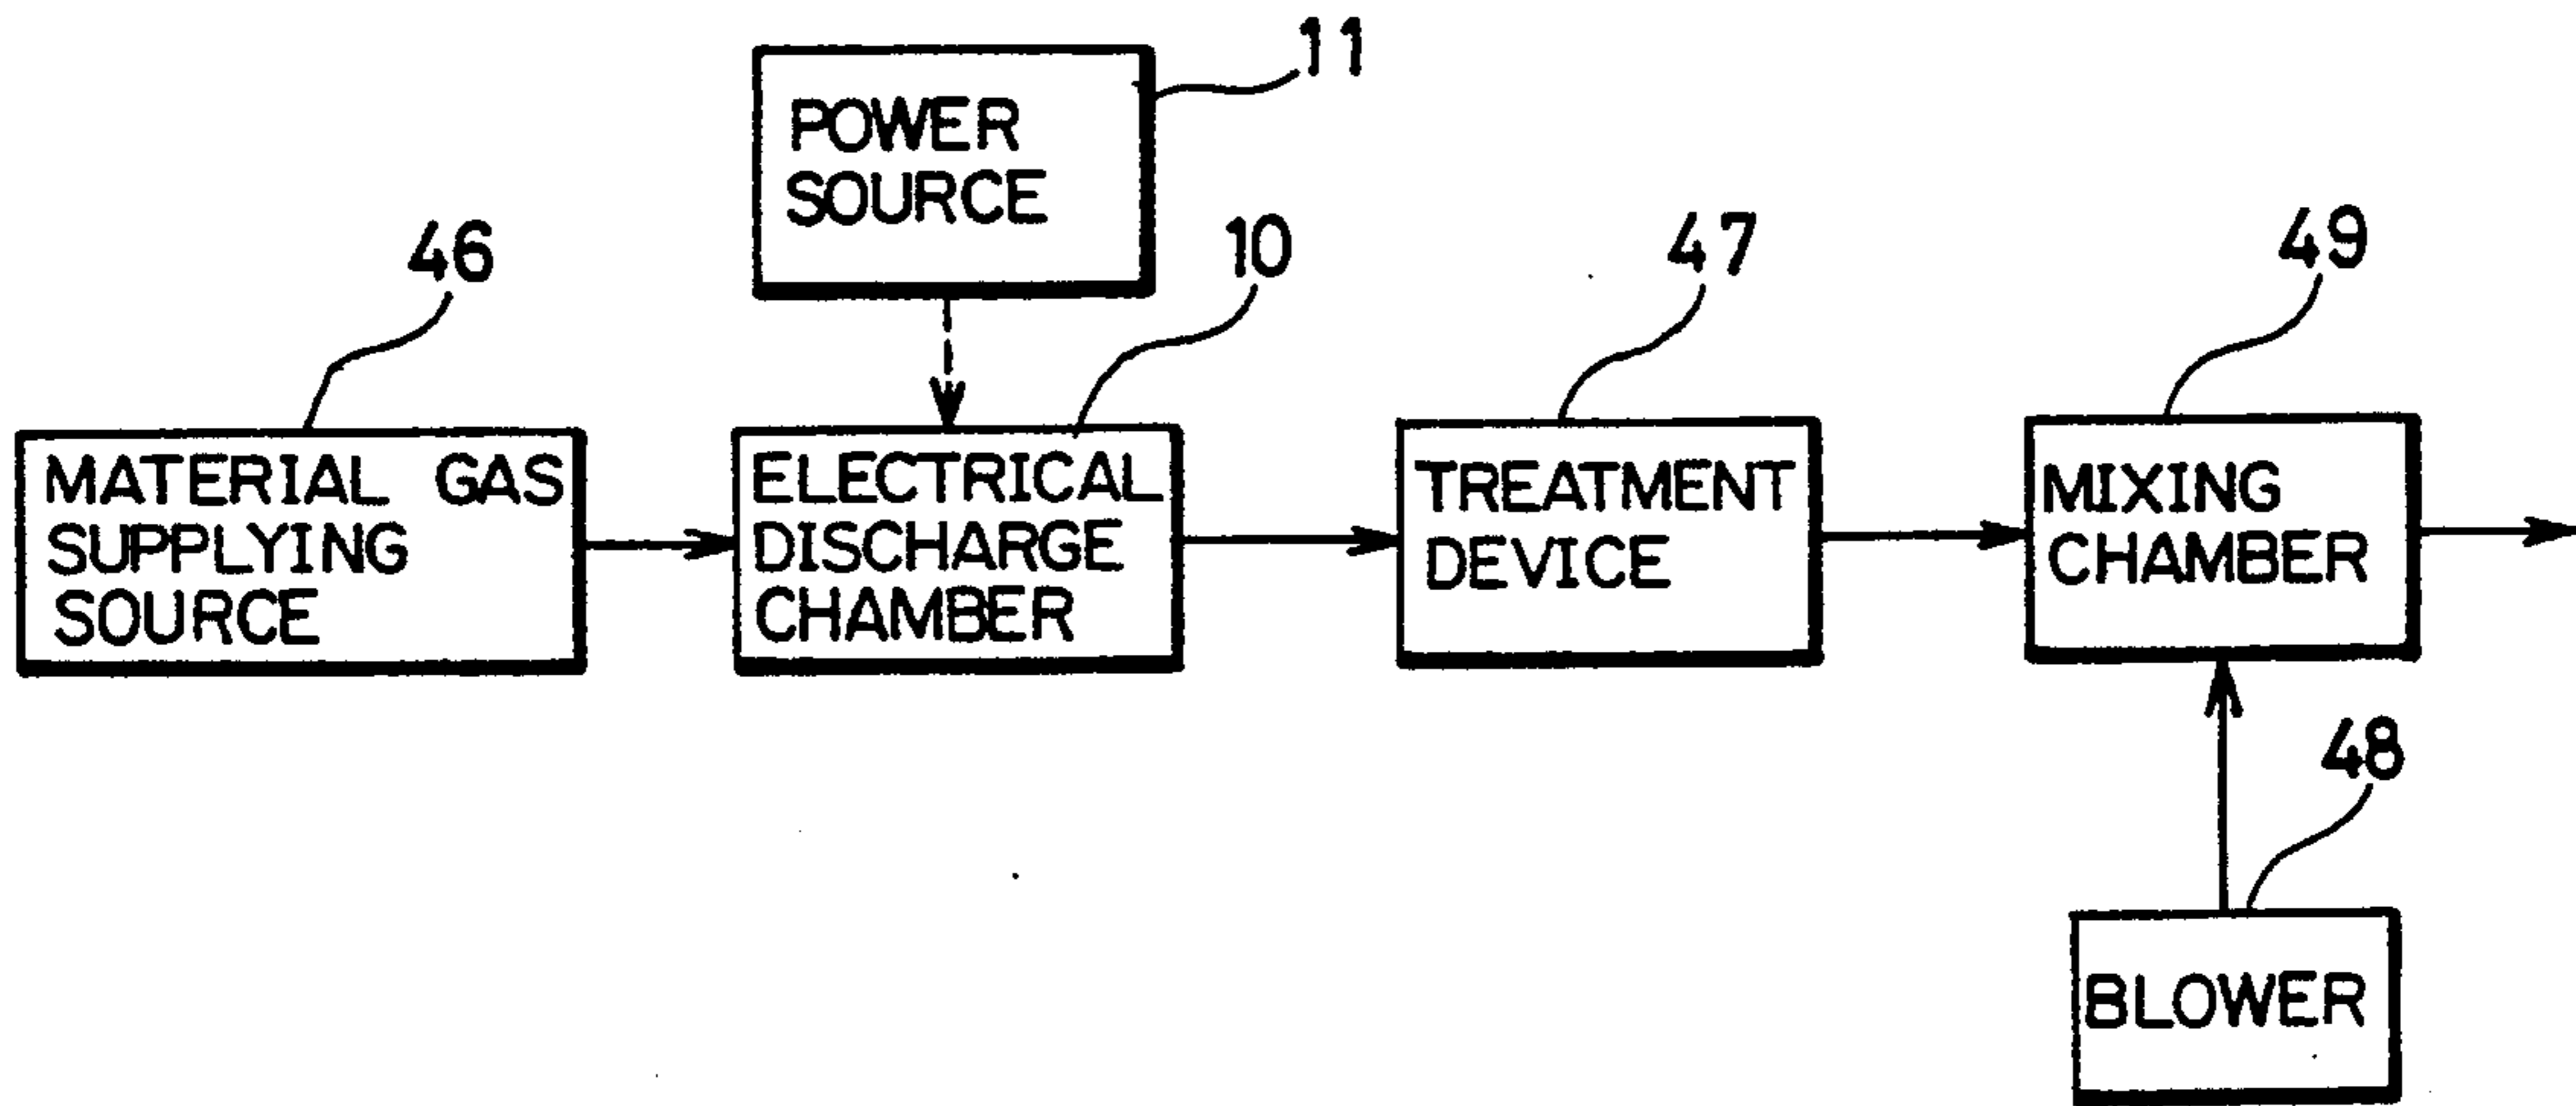 11
POWER
SOURCE
46
10
47
49
MATERIAL GAS
SUPPLYING
SOURCE
ELECTRICAL
DISCHARGE
CHAMBER
TREATMENT
DEVICE
MIXING
CHAMBER
48
BLOWER